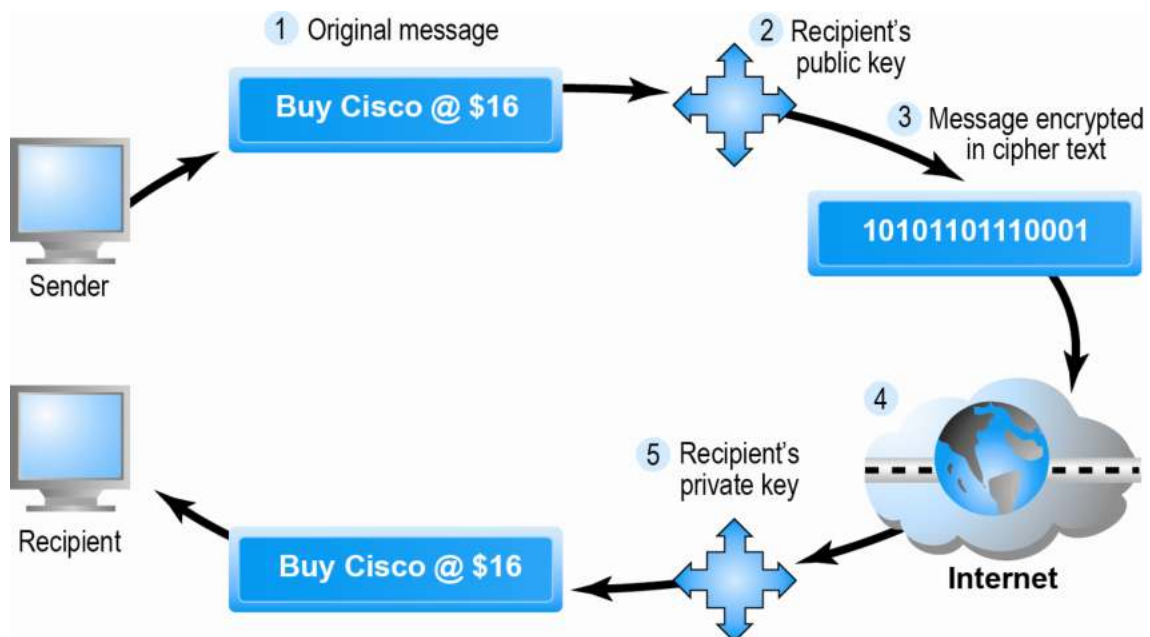 1 Original message
Buy Cisco @ $16
2 Recipient's
public key
3 Message encrypted
in cipher text
10101101110001
Sender
4
Internet
5 Recipient's
private key
Buy Cisco @ $16
Recipient